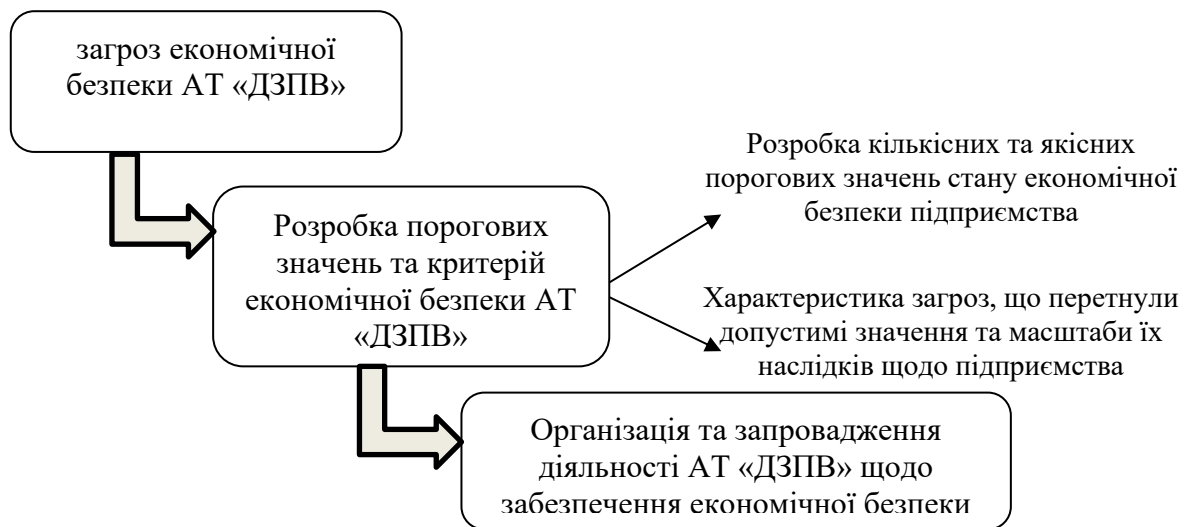 загроз економічної
безпеки АТ «ДЗПВ»
Розробка кількісних та якісних
порогових значень стану економічної
безпеки підприємства
Розробка порогових
значень та критерій
економічної безпеки АТ
«ДЗПВ»
Характеристика загроз, що перетнули
допустимі значення та масштаби їх
наслідків щодо підприємства
Організація та запровадження
діяльності АТ «ДЗПВ» щодо
забезпечення економічної безпеки